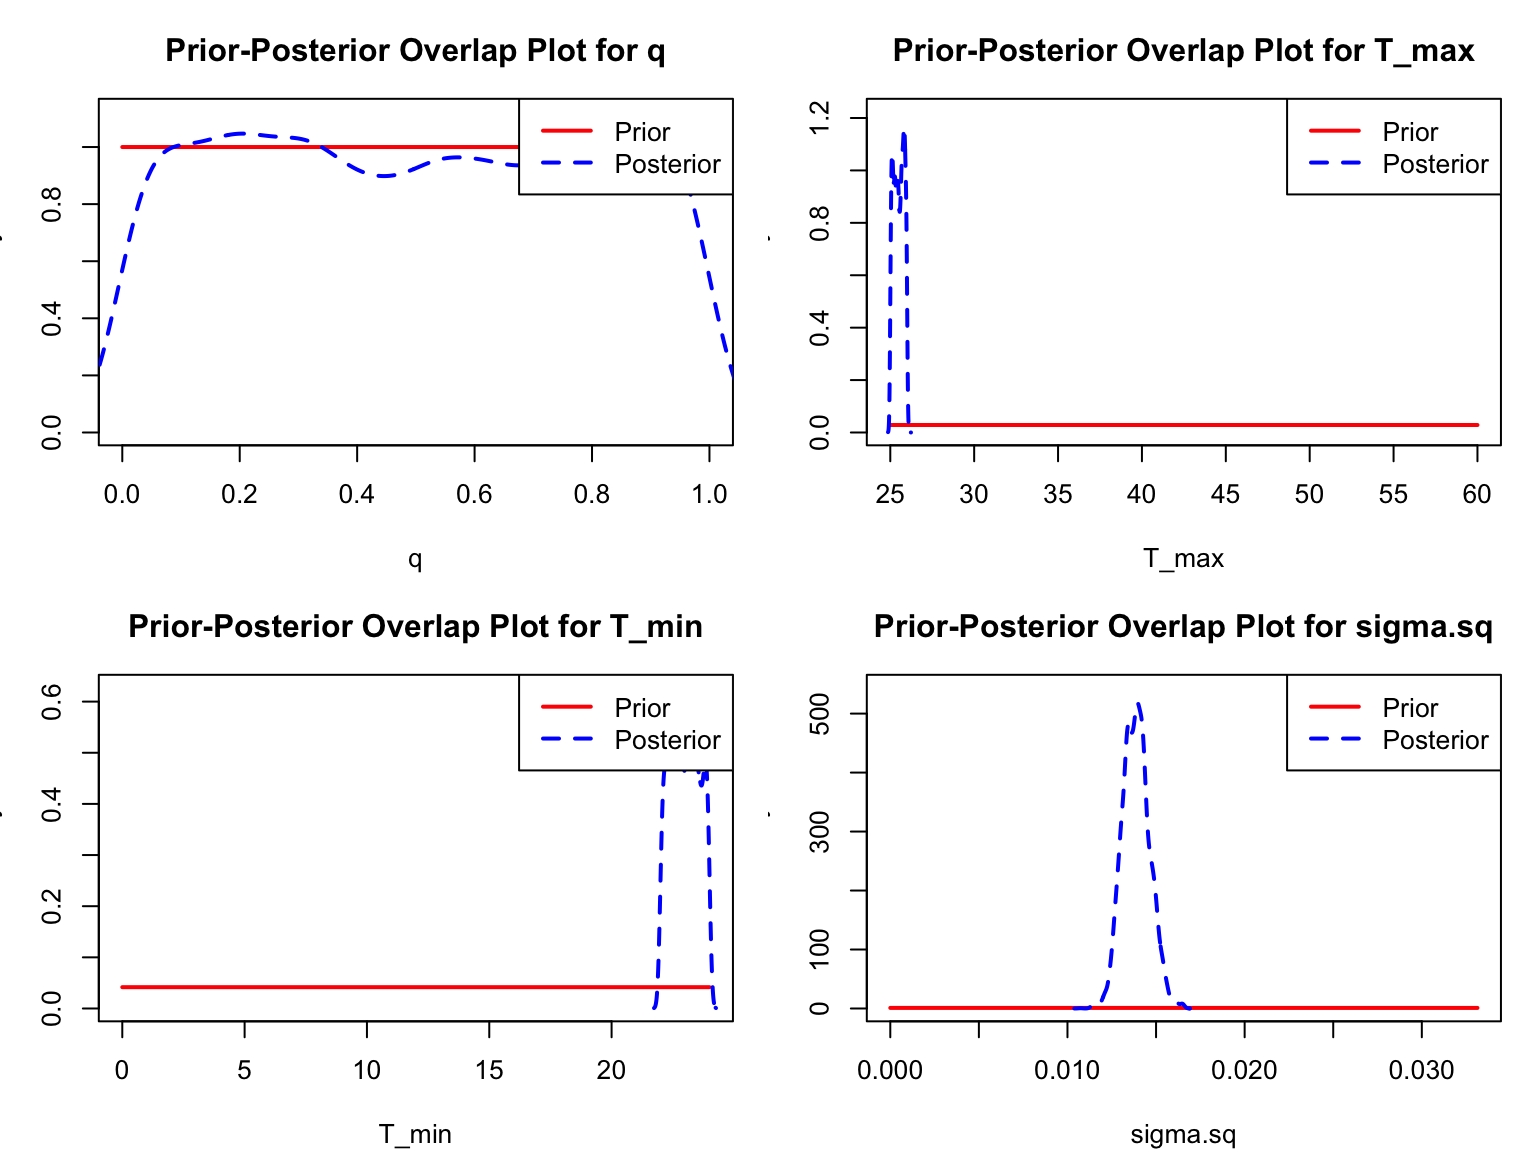 Prior-Posterior Overlap Plot for q
Prior
Posterior
0.0 0.4 0.8
0.0 0.2 0.4 0.6 0.8 1.0
q
Prior-Posterior Overlap Plot for T_max
Prior
Posterior
0.0 0.4 0.8 1.2
25 30 35 40 45 50 55 60
T_max
Prior-Posterior Overlap Plot for T_min
Prior
Posterior
0.0 0.2 0.4 0.6
0 5 10 15 20
T_min
Prior-Posterior Overlap Plot for sigma.sq
Prior
Posterior
0 100 300 500
0.000 0.010 0.020 0.030
sigma.sq